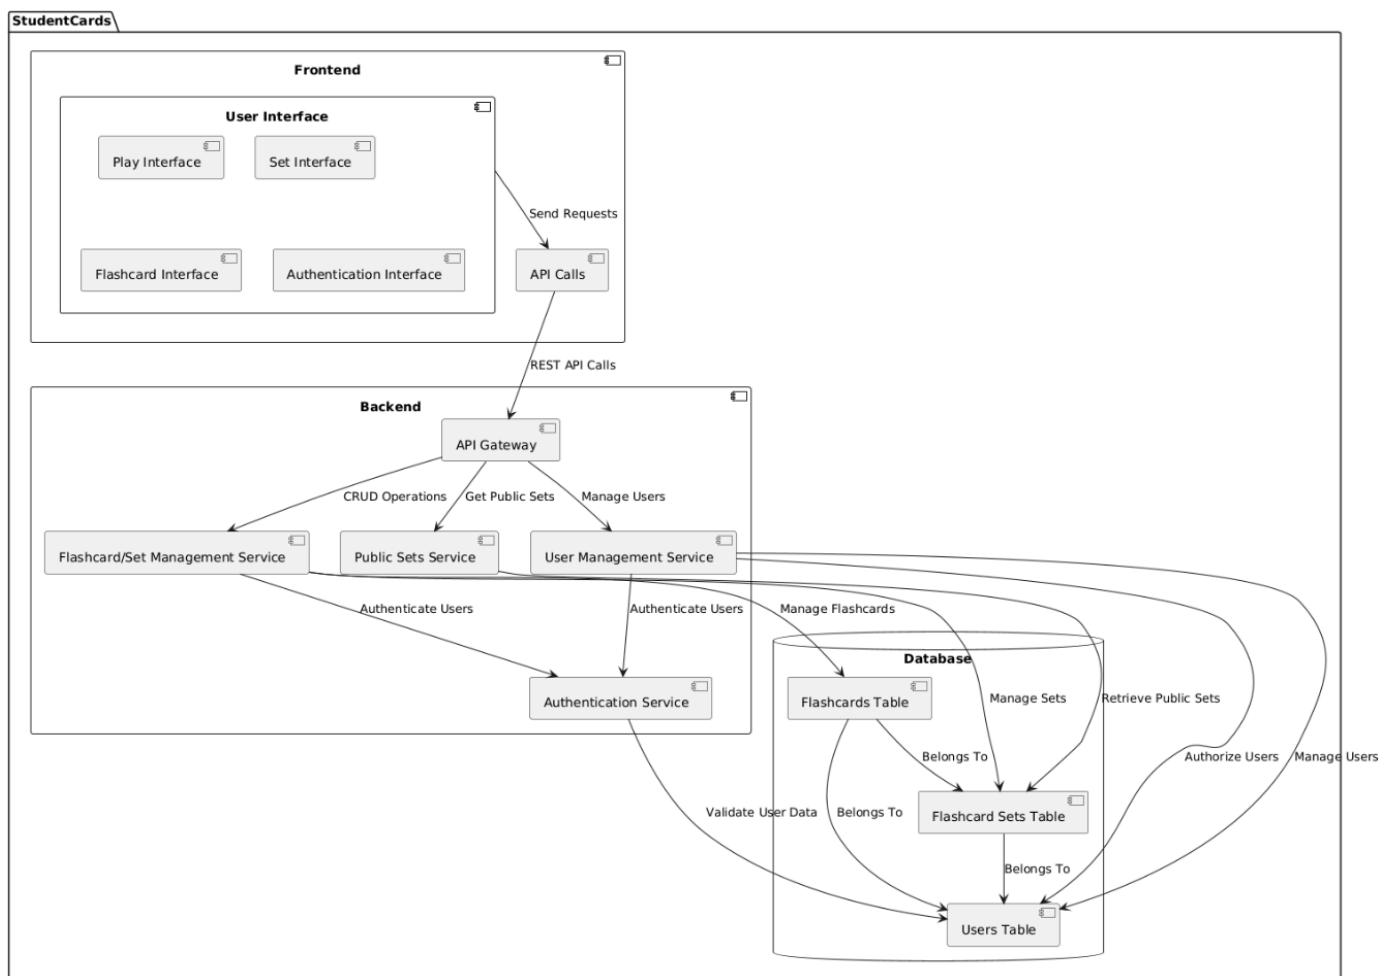 StudentCards
Frontend
User Interface
Play Interface
Set Interface
Send Requests
Flashcard Interface
Authentication Interface
API Calls
REST API Calls
Backend
API Gateway
CRUD Operations
Get Public Sets
Manage Users
Flashcard/Set Management Service
Public Sets Service
User Management Service
Authenticate Users
Authenticate Users
Manage Flashcards
Database
Authentication Service
Flashcards Table
Manage Sets
Retrieve Public Sets
Belongs To
Authorize Users
Manage Users
Validate User Data
Belongs To
Flashcard Sets Table
Belongs To
Users Table